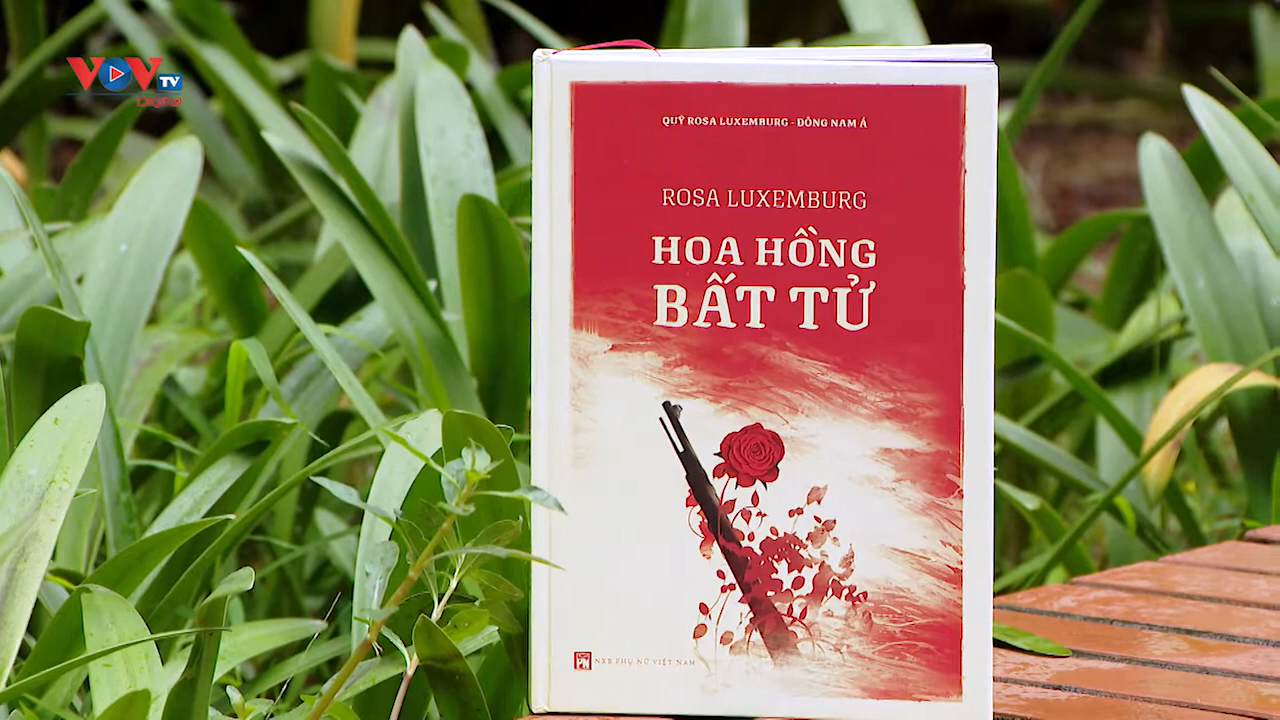 VOV TV
Digital
QUỸ ROSA LUXEMBURG - ĐÔNG NAM Á
ROSA LUXEMBURG
HOA HỒNG
BẤT TỬ
NXB PHỤ NỮ VIỆT NAM